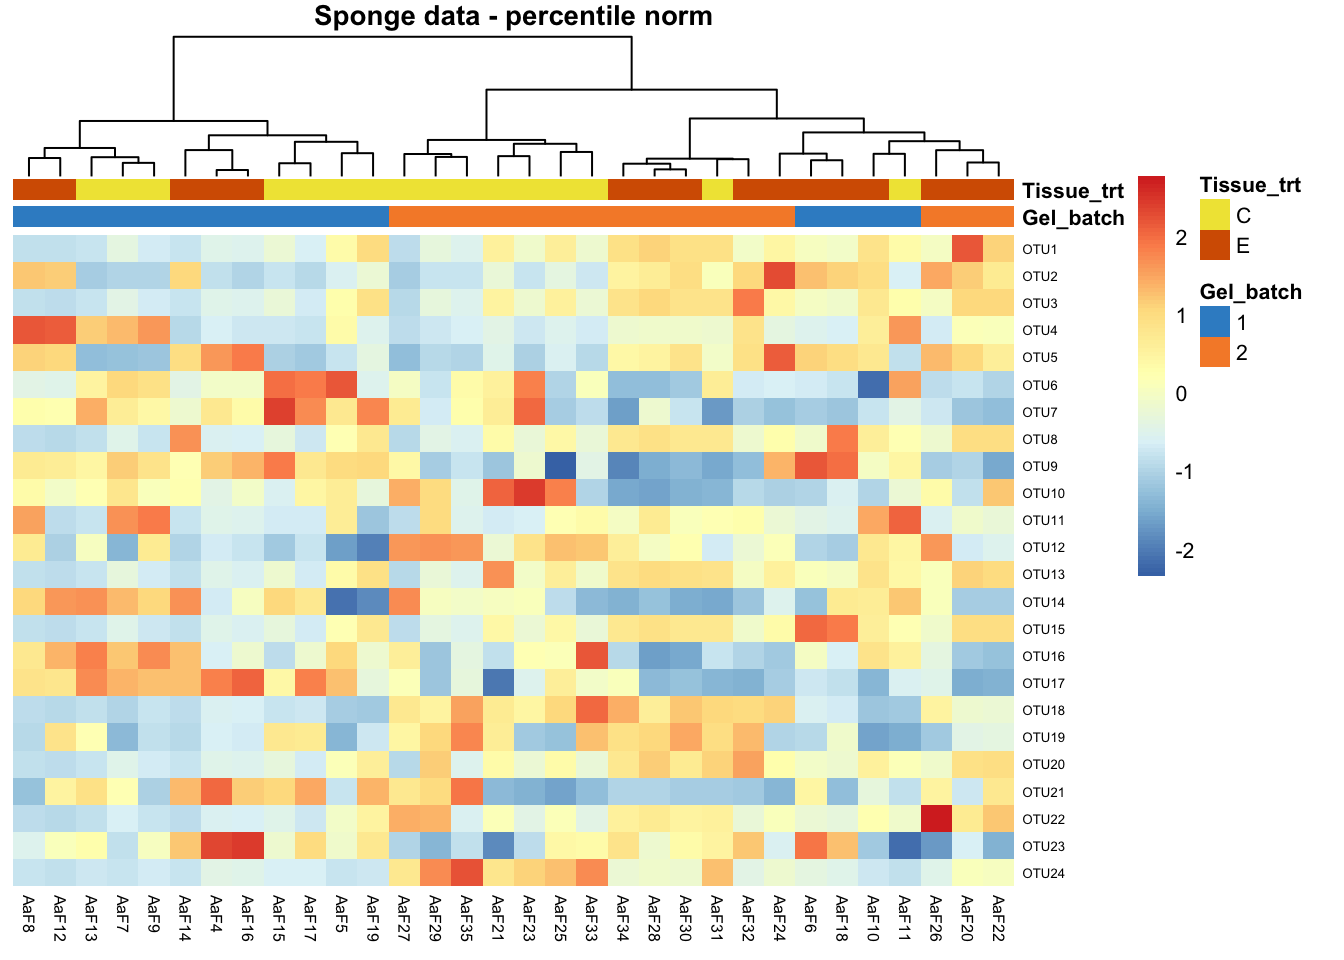 Sponge data - percentile norm
Tissue_trt
Gel_batch
OTU1
OTU2
OTU3
OTU4
OTU5
OTU6
OTU7
OTU8
OTU9
OTU10
OTU11
OTU12
OTU13
OTU14
OTU15
OTU16
OTU17
OTU18
OTU19
OTU20
OTU21
OTU22
OTU23
OTU24
AaF8
AaF12
AaF13
AaF7
AaF9
AaF14
AaF4
AaF16
AaF15
AaF17
AaF5
AaF19
AaF27
AaF29
AaF35
AaF21
AaF23
AaF25
AaF33
AaF34
AaF28
AaF30
AaF31
AaF32
AaF24
AaF6
AaF18
AaF10
AaF11
AaF26
AaF20
AaF22
2
1
0
-1
-2
Tissue_trt
C
E
Gel_batch
1
2